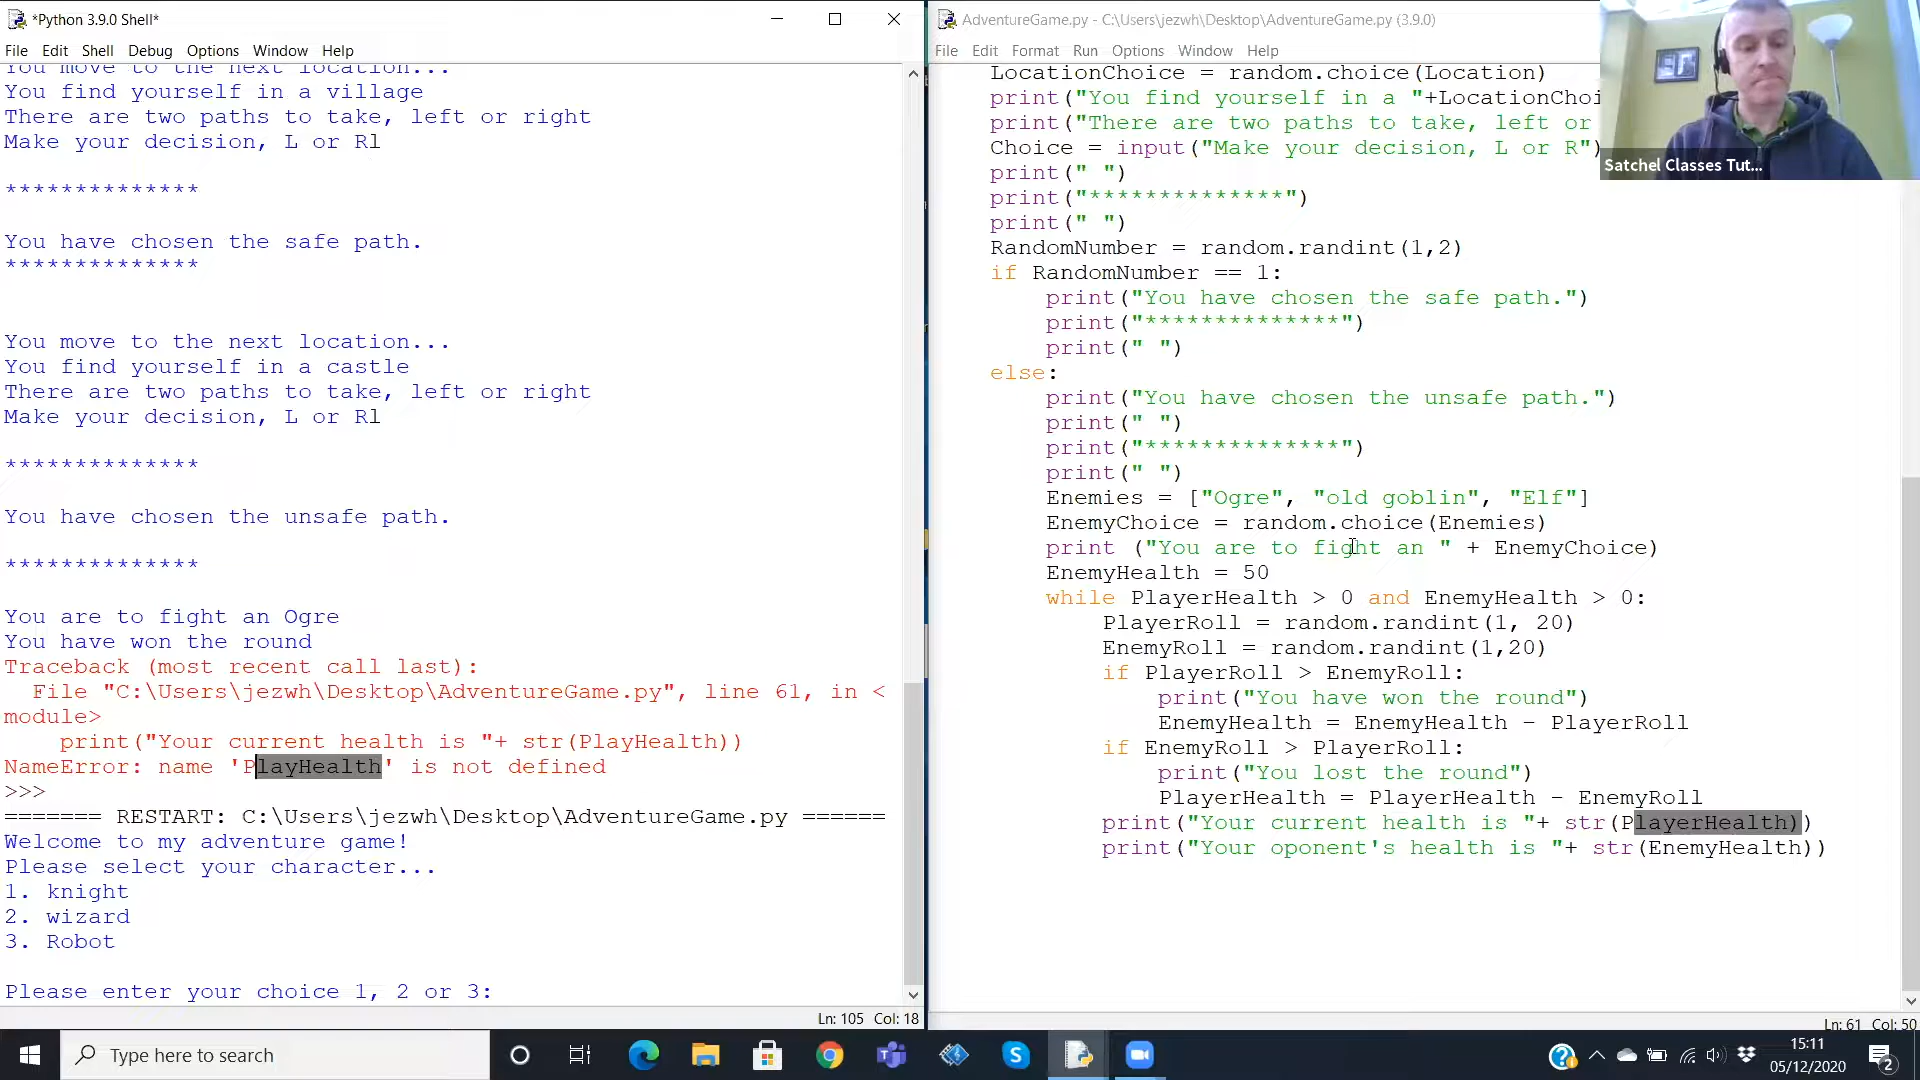 *Python 3.9.0 Shell*
File Edit Shell Debug Options Window Help
You move to the next location...
You find yourself in a village
There are two paths to take, left or right
Make your decision, L or Rl
**************
You have chosen the safe path.
**************
You move to the next location...
You find yourself in a castle
There are two paths to take, left or right
Make your decision, L or Rl
**************
You have chosen the unsafe path.
**************
You are to fight an Ogre
You have won the round
Traceback (most recent call last):
File "C:\Users\jezwh\Desktop\AdventureGame.py", line 61, in <
module>
print("Your current health is "+ str(PlayHealth))
NameError: name 'PlayHealth' is not defined
>>>
======= RESTART: C:\Users\jezwh\Desktop\AdventureGame.py ======
Welcome to my adventure game!
Please select your character...
1. knight
2. wizard
3. Robot
Please enter your choice 1, 2 or 3:
Ln: 105 Col: 18
AdventureGame.py - C:\Users\jezwh\Desktop\AdventureGame.py (3.9.0)
File Edit Format Run Options Window Help
LocationChoice = random.choice(Location)
print("You find yourself in a "+LocationChoi
print("There are two paths to take, left or
Choice = input("Make your decision, L or R")
print(" ")
print("**************")
print(" ")
RandomNumber = random.randint(1,2)
if RandomNumber == 1:
print("You have chosen the safe path.")
print("**************")
print(" ")
else:
print("You have chosen the unsafe path.")
print(" ")
print("**************")
print(" ")
Enemies = ["Ogre", "old goblin", "Elf"]
EnemyChoice = random.choice(Enemies)
print ("You are to fight an " + EnemyChoice)
EnemyHealth = 50
while PlayerHealth > 0 and EnemyHealth > 0:
PlayerRoll = random.randint(1, 20)
EnemyRoll = random.randint(1,20)
if PlayerRoll > EnemyRoll:
print("You have won the round")
EnemyHealth = EnemyHealth - PlayerRoll
if EnemyRoll > PlayerRoll:
print("You lost the round")
PlayerHealth = PlayerHealth - EnemyRoll
print("Your current health is "+ str(PlayerHealth))
print("Your oponent's health is "+ str(EnemyHealth))
Ln: 61 Col: 50
Satchel Classes Tut...
Type here to search
15:11
05/12/2020
2